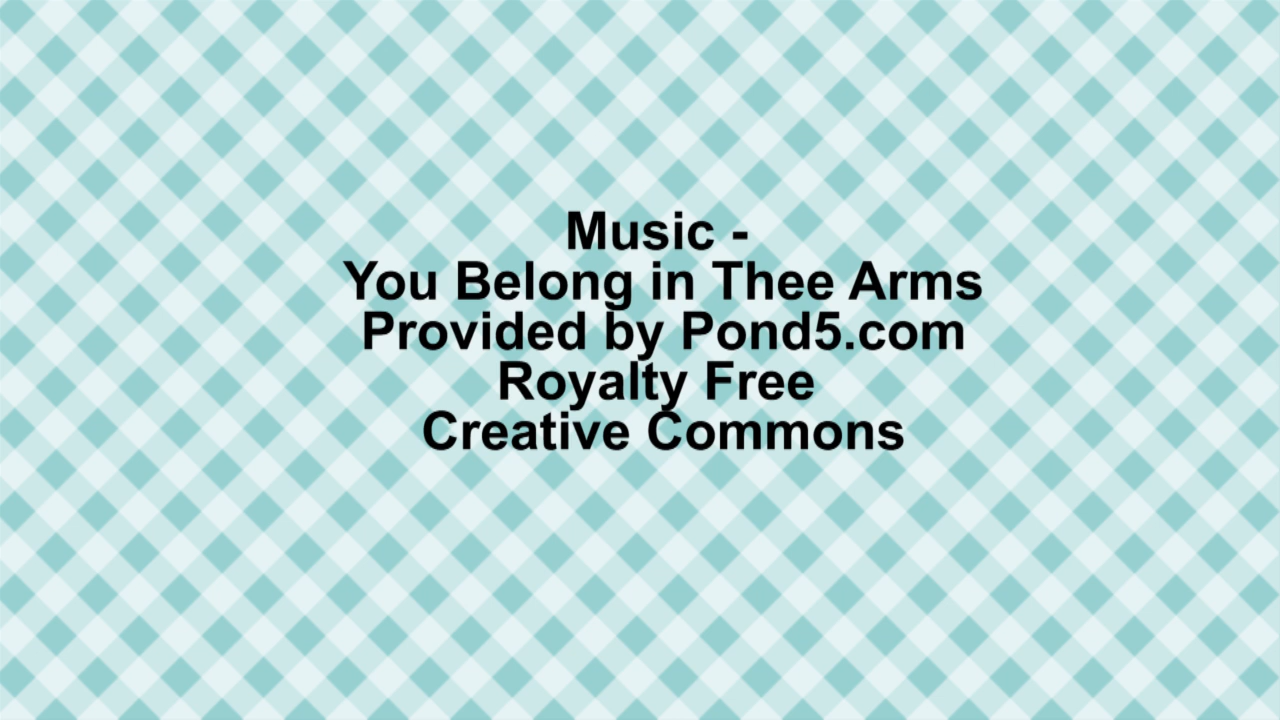 Music -
You Belong in Thee Arms
Provided by Pond5.com
Royalty Free
Creative Commons